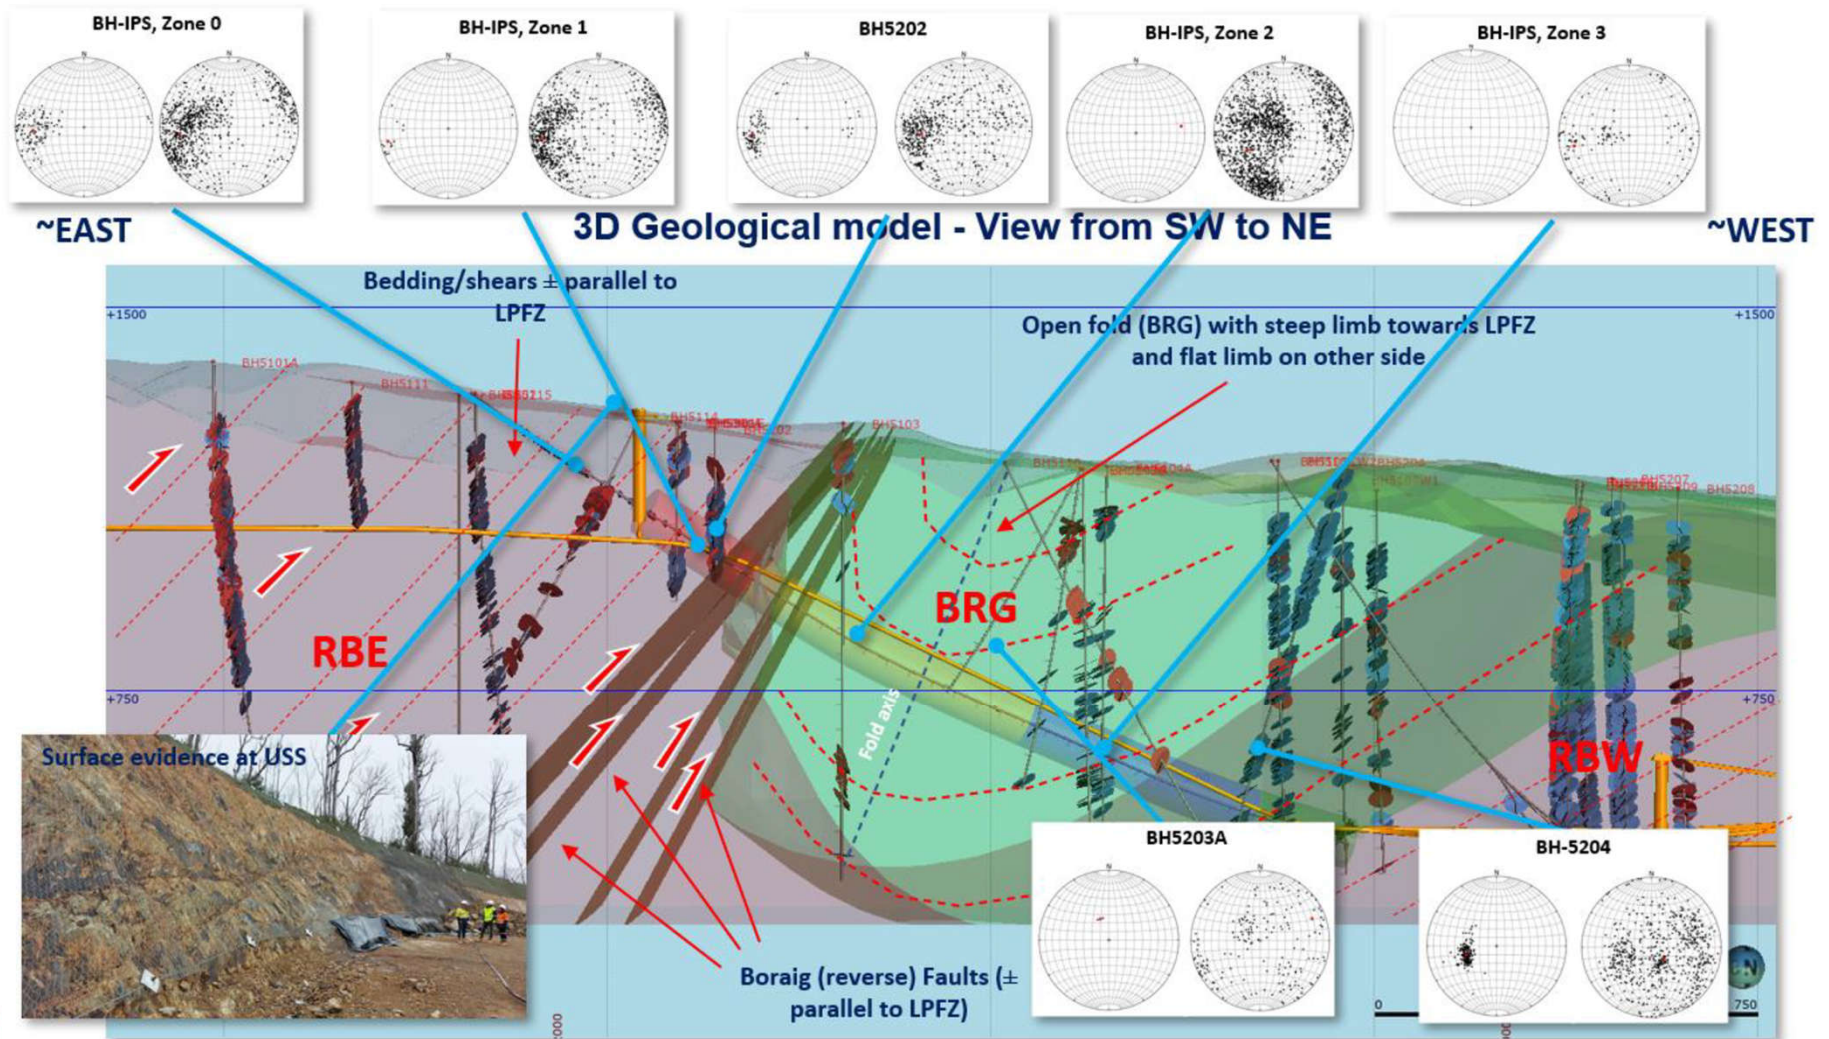 BH-IPS, Zone 0
BH-IPS, Zone 1
BH5202
BH-IPS, Zone 2
BH-IPS, Zone 3
N
N
N
N
N
N
N
N
N
N
~EAST
3D Geological model - View from SW to NE
~WEST
Bedding/shears ± parallel to
LPFZ
+1500
+1500
Open fold (BRG) with steep limb towards LPFZ
and flat limb on other side
BH5101A
BH5111
BH5114
BH5103
BH5207
BH5208
RBE
BRG
+750
+750
Fold axis
RBW
Surface evidence at USS
BH5203A
N
N
BH-5204
N
N
Boraig (reverse) Faults (±
parallel to LPFZ)
0
750